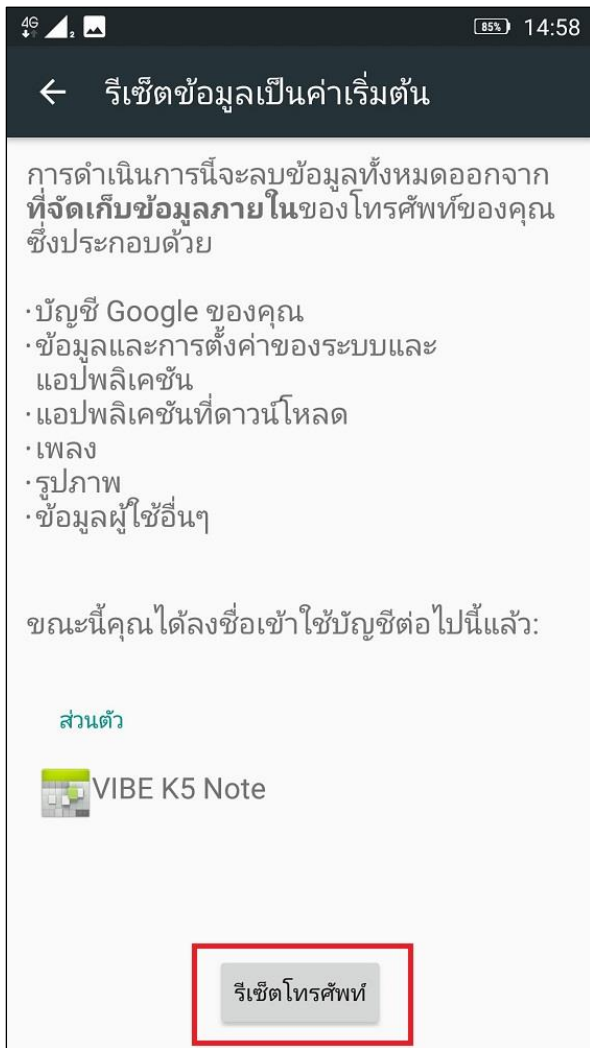 4G 2 85% 14:58
รีเซ็ตข้อมูลเป็นค่าเริ่มต้น
การดำเนินการนี้จะลบข้อมูลทั้งหมดออกจาก
ที่จัดเก็บข้อมูลภายในของโทรศัพท์ของคุณ
ซึ่งประกอบด้วย
·บัญชี Google ของคุณ
·ข้อมูลและการตั้งค่าของระบบและ
แอปพลิเคชัน
·แอปพลิเคชันที่ดาวน์โหลด
·เพลง
·รูปภาพ
·ข้อมูลผู้ใช้อื่นๆ
ขณะนี้คุณได้ลงชื่อเข้าใช้บัญชีต่อไปนี้แล้ว:
ส่วนตัว
VIBE K5 Note
รีเซ็ตโทรศัพท์